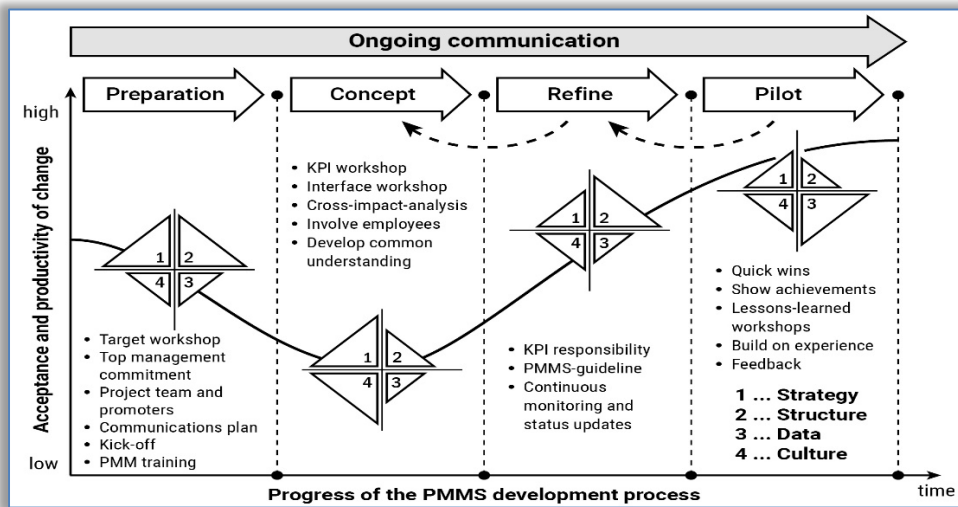 Ongoing communication
Preparation
Concept
Refine
Pilot
high
Acceptance and productivity of change
low
1 2
4 3
• Target workshop
• Top management
commitment
• Project team and
promoters
• Communications plan
• Kick-off
• PMM training
• KPI workshop
• Interface workshop
• Cross-impact-analysis
• Involve employees
• Develop common
understanding
1 2
4 3
1 2
4 3
• KPI responsibility
• PMMS-guideline
• Continuous
monitoring and
status updates
1 2
4 3
• Quick wins
• Show achievements
• Lessons-learned
workshops
• Build on experience
• Feedback
1 ... Strategy
2 ... Structure
3 ... Data
4 ... Culture
Progress of the PMMS development process
time